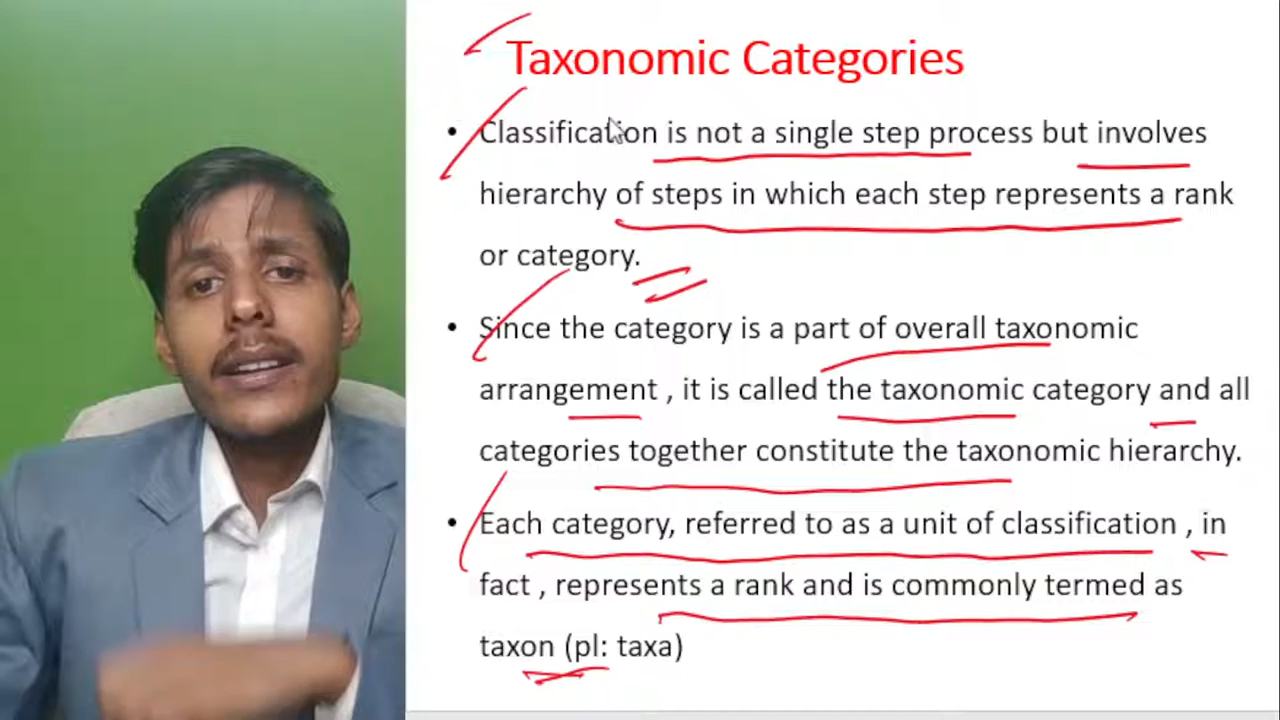 Taxonomic Categories
• Classification is not a single step process but involves
hierarchy of steps in which each step represents a rank
or category.
• Since the category is a part of overall taxonomic
arrangement , it is called the taxonomic category and all
categories together constitute the taxonomic hierarchy.
• Each category, referred to as a unit of classification , in
fact , represents a rank and is commonly termed as
taxon (pl: taxa)